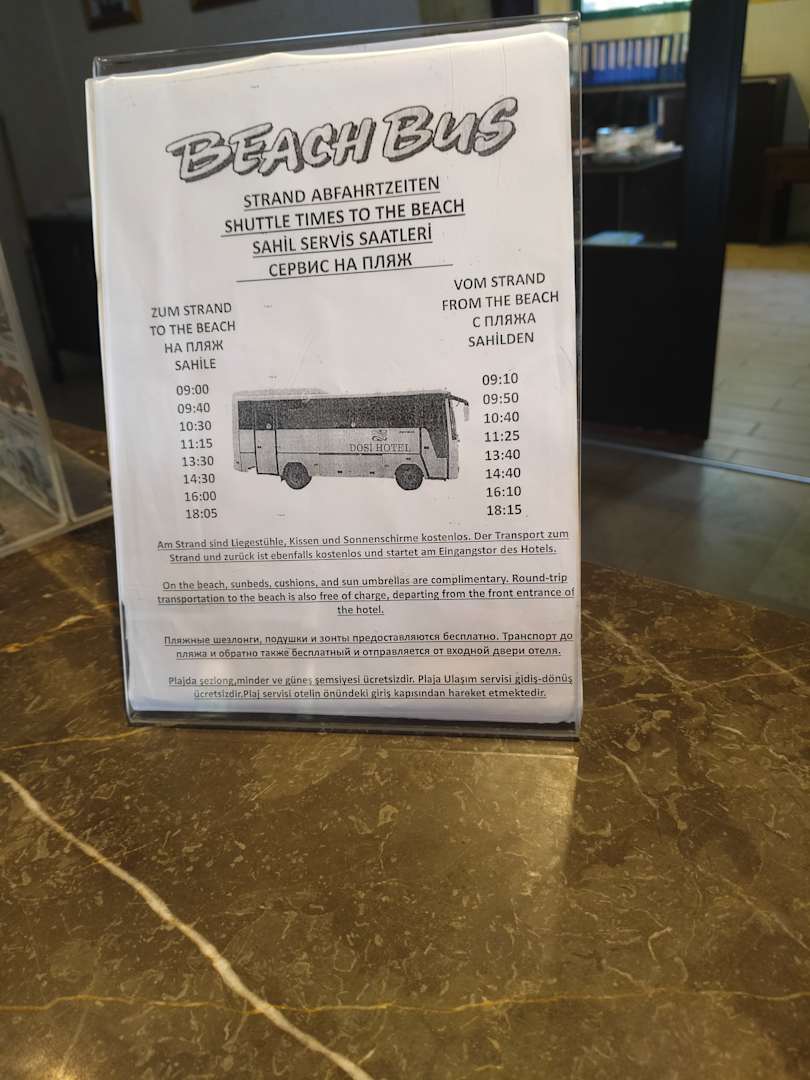 BEACH BUS
STRAND ABFAHRTZEITEN
SHUTTLE TIMES TO THE BEACH
SAHİL SERVİS SAATLERİ
СЕРВИС НА ПЛЯЖ
ZUM STRAND
TO THE BEACH
НА ПЛЯЖ
SAHİLE
09:00
09:40
10:30
11:15
13:30
14:30
16:00
18:05
VOM STRAND
FROM THE BEACH
С ПЛЯЖА
SAHILDEN
09:10
09:50
10:40
11:25
13:40
14:40
16:10
18:15
DOSİ HOTEL
Am Strand sind Liegestühle, Kissen und Sonnenschirme kostenlos. Der Transport zum
Strand und zurück ist ebenfalls kostenlos und startet am Eingangstor des Hotels.
On the beach, sunbeds, cushions, and sun umbrellas are complimentary. Round-trip
transportation to the beach is also free of charge, departing from the front entrance of
the hotel.
Пляжные шезлонги, подушки и зонты предоставляются бесплатно. Транспорт до
пляжа и обратно также бесплатный и отправляется от входной двери отеля.
Plajda şezlong,minder ve güneş şemsiyesi ücretsizdir. Plaja Ulaşım servisi gidiş-dönüş
ücretsizdir.Plaj servisi otelin önündeki giriş kapısından hareket etmektedir.